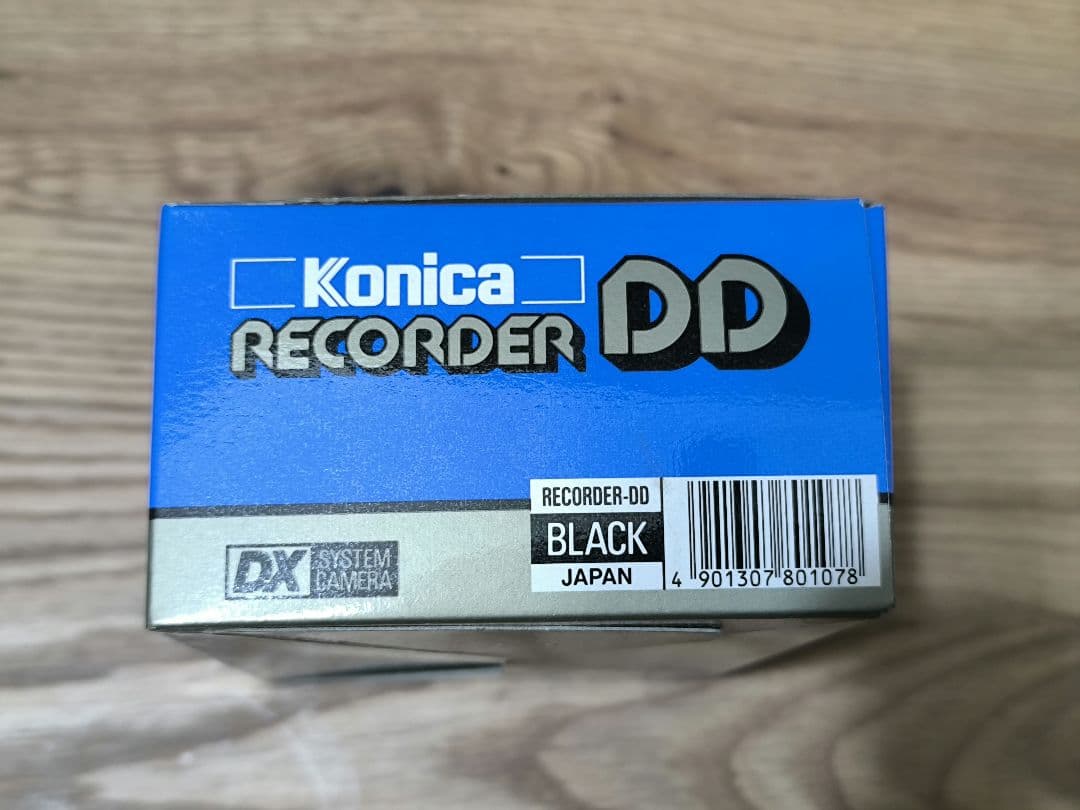 Konica
RECORDER DD
RECORDER-DD
BLACK
JAPAN
4 901307 801078
DX SYSTEM
CAMERA